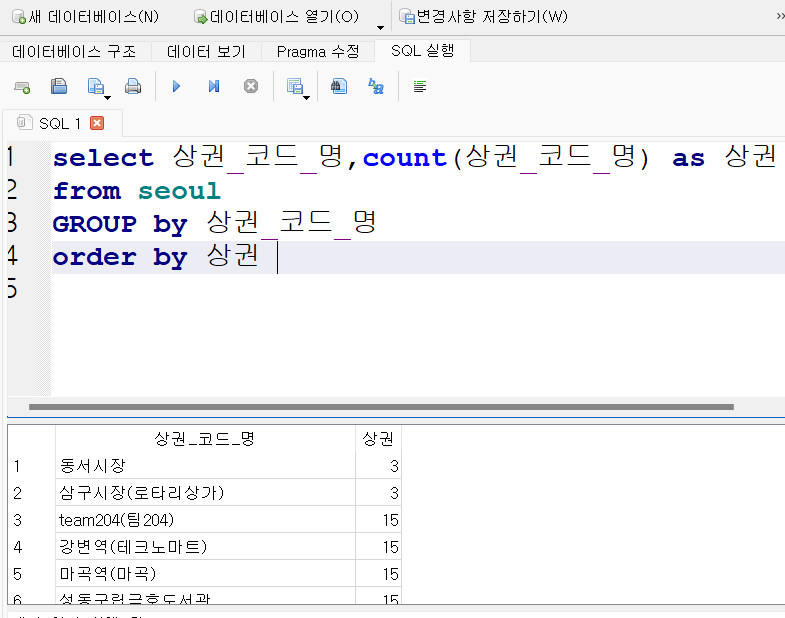 새 데이터베이스(N) 데이터베이스 열기(O) 변경사항 저장하기(W) »
데이터베이스 구조 데이터 보기 Pragma 수정 SQL 실행
SQL 1
1 select 상권_코드_명,count(상권_코드_명) as 상권
2 from seoul
3 GROUP by 상권_코드_명
4 order by 상권
5
상권_코드_명 상권
1 동서시장 3
2 삼구시장(로타리상가) 3
3 team204(팀204) 15
4 강변역(테크노마트) 15
5 마곡역(마곡) 15
6 성동구립금호도서관 15